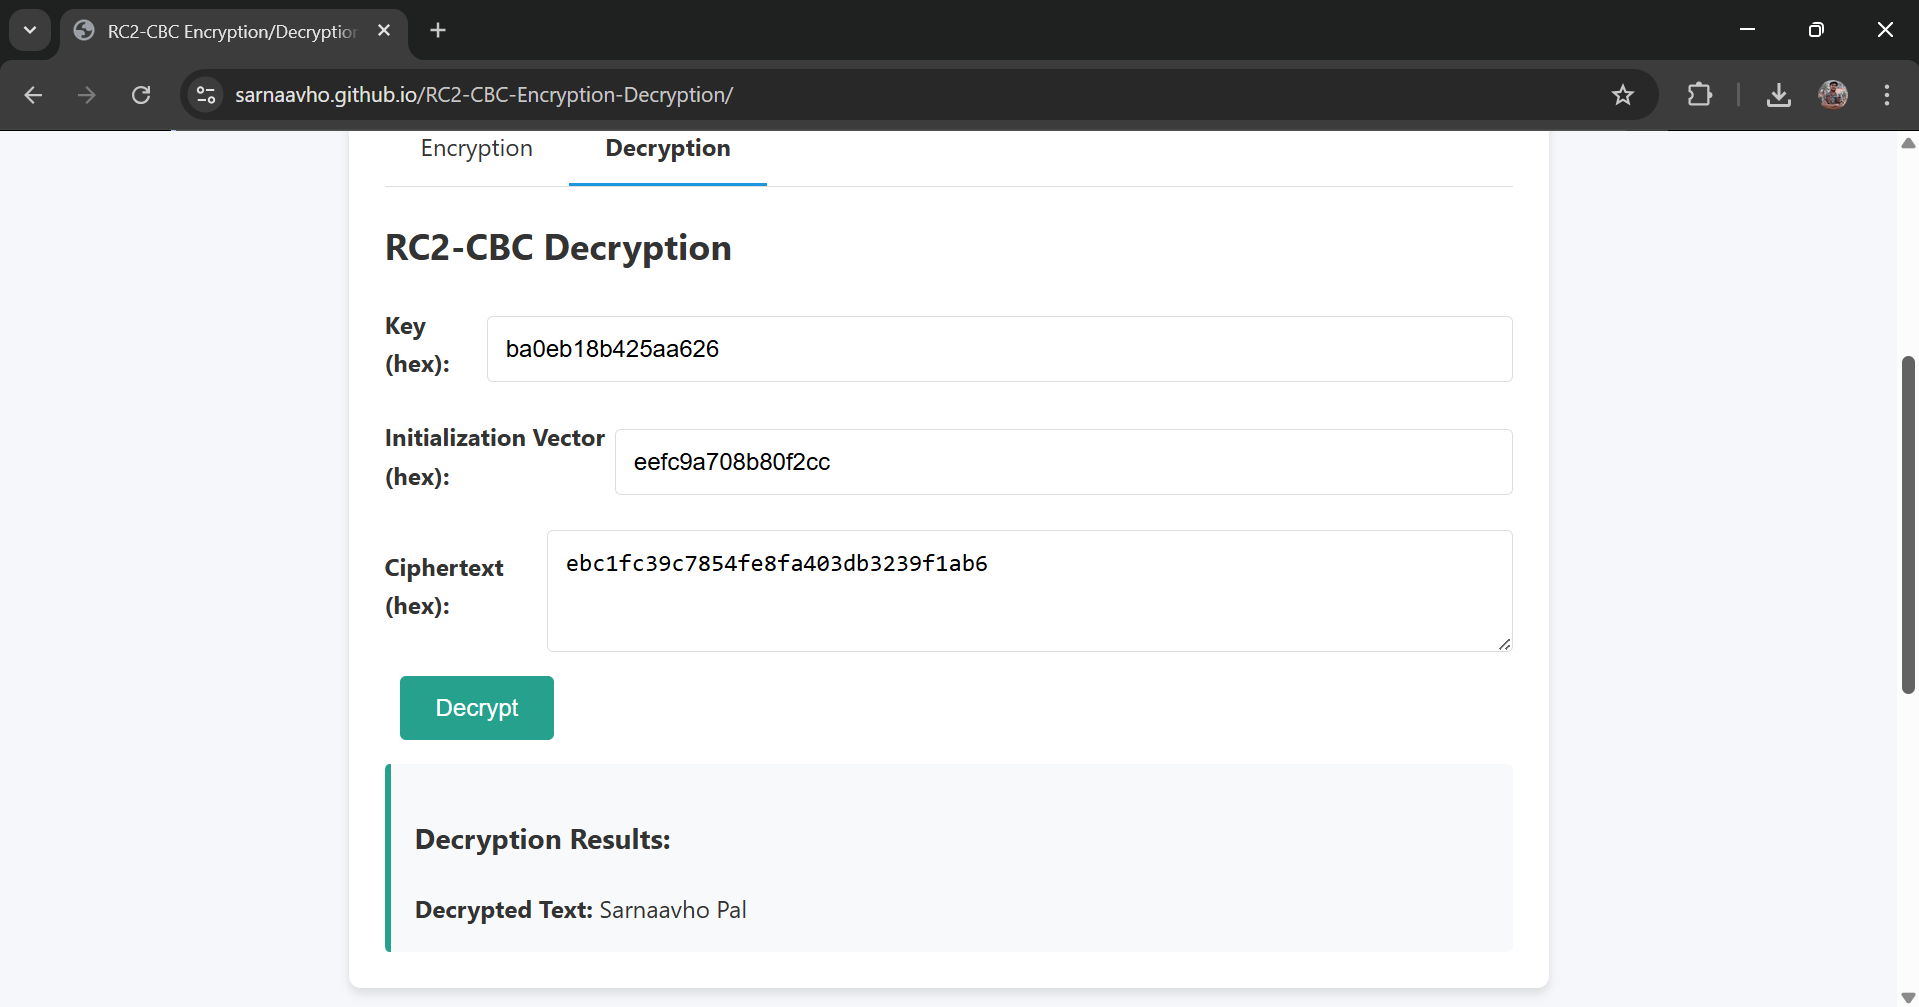 RC2-CBC Encryption/Decryption
sarnaavho.github.io/RC2-CBC-Encryption-Decryption/
Encryption
Decryption
RC2-CBC Decryption
Key
(hex):
ba0eb18b425aa626
Initialization Vector
(hex):
eefc9a708b80f2cc
Ciphertext
(hex):
ebc1fc39c7854fe8fa403db3239f1ab6
Decrypt
Decryption Results:
Decrypted Text: Sarnaavho Pal